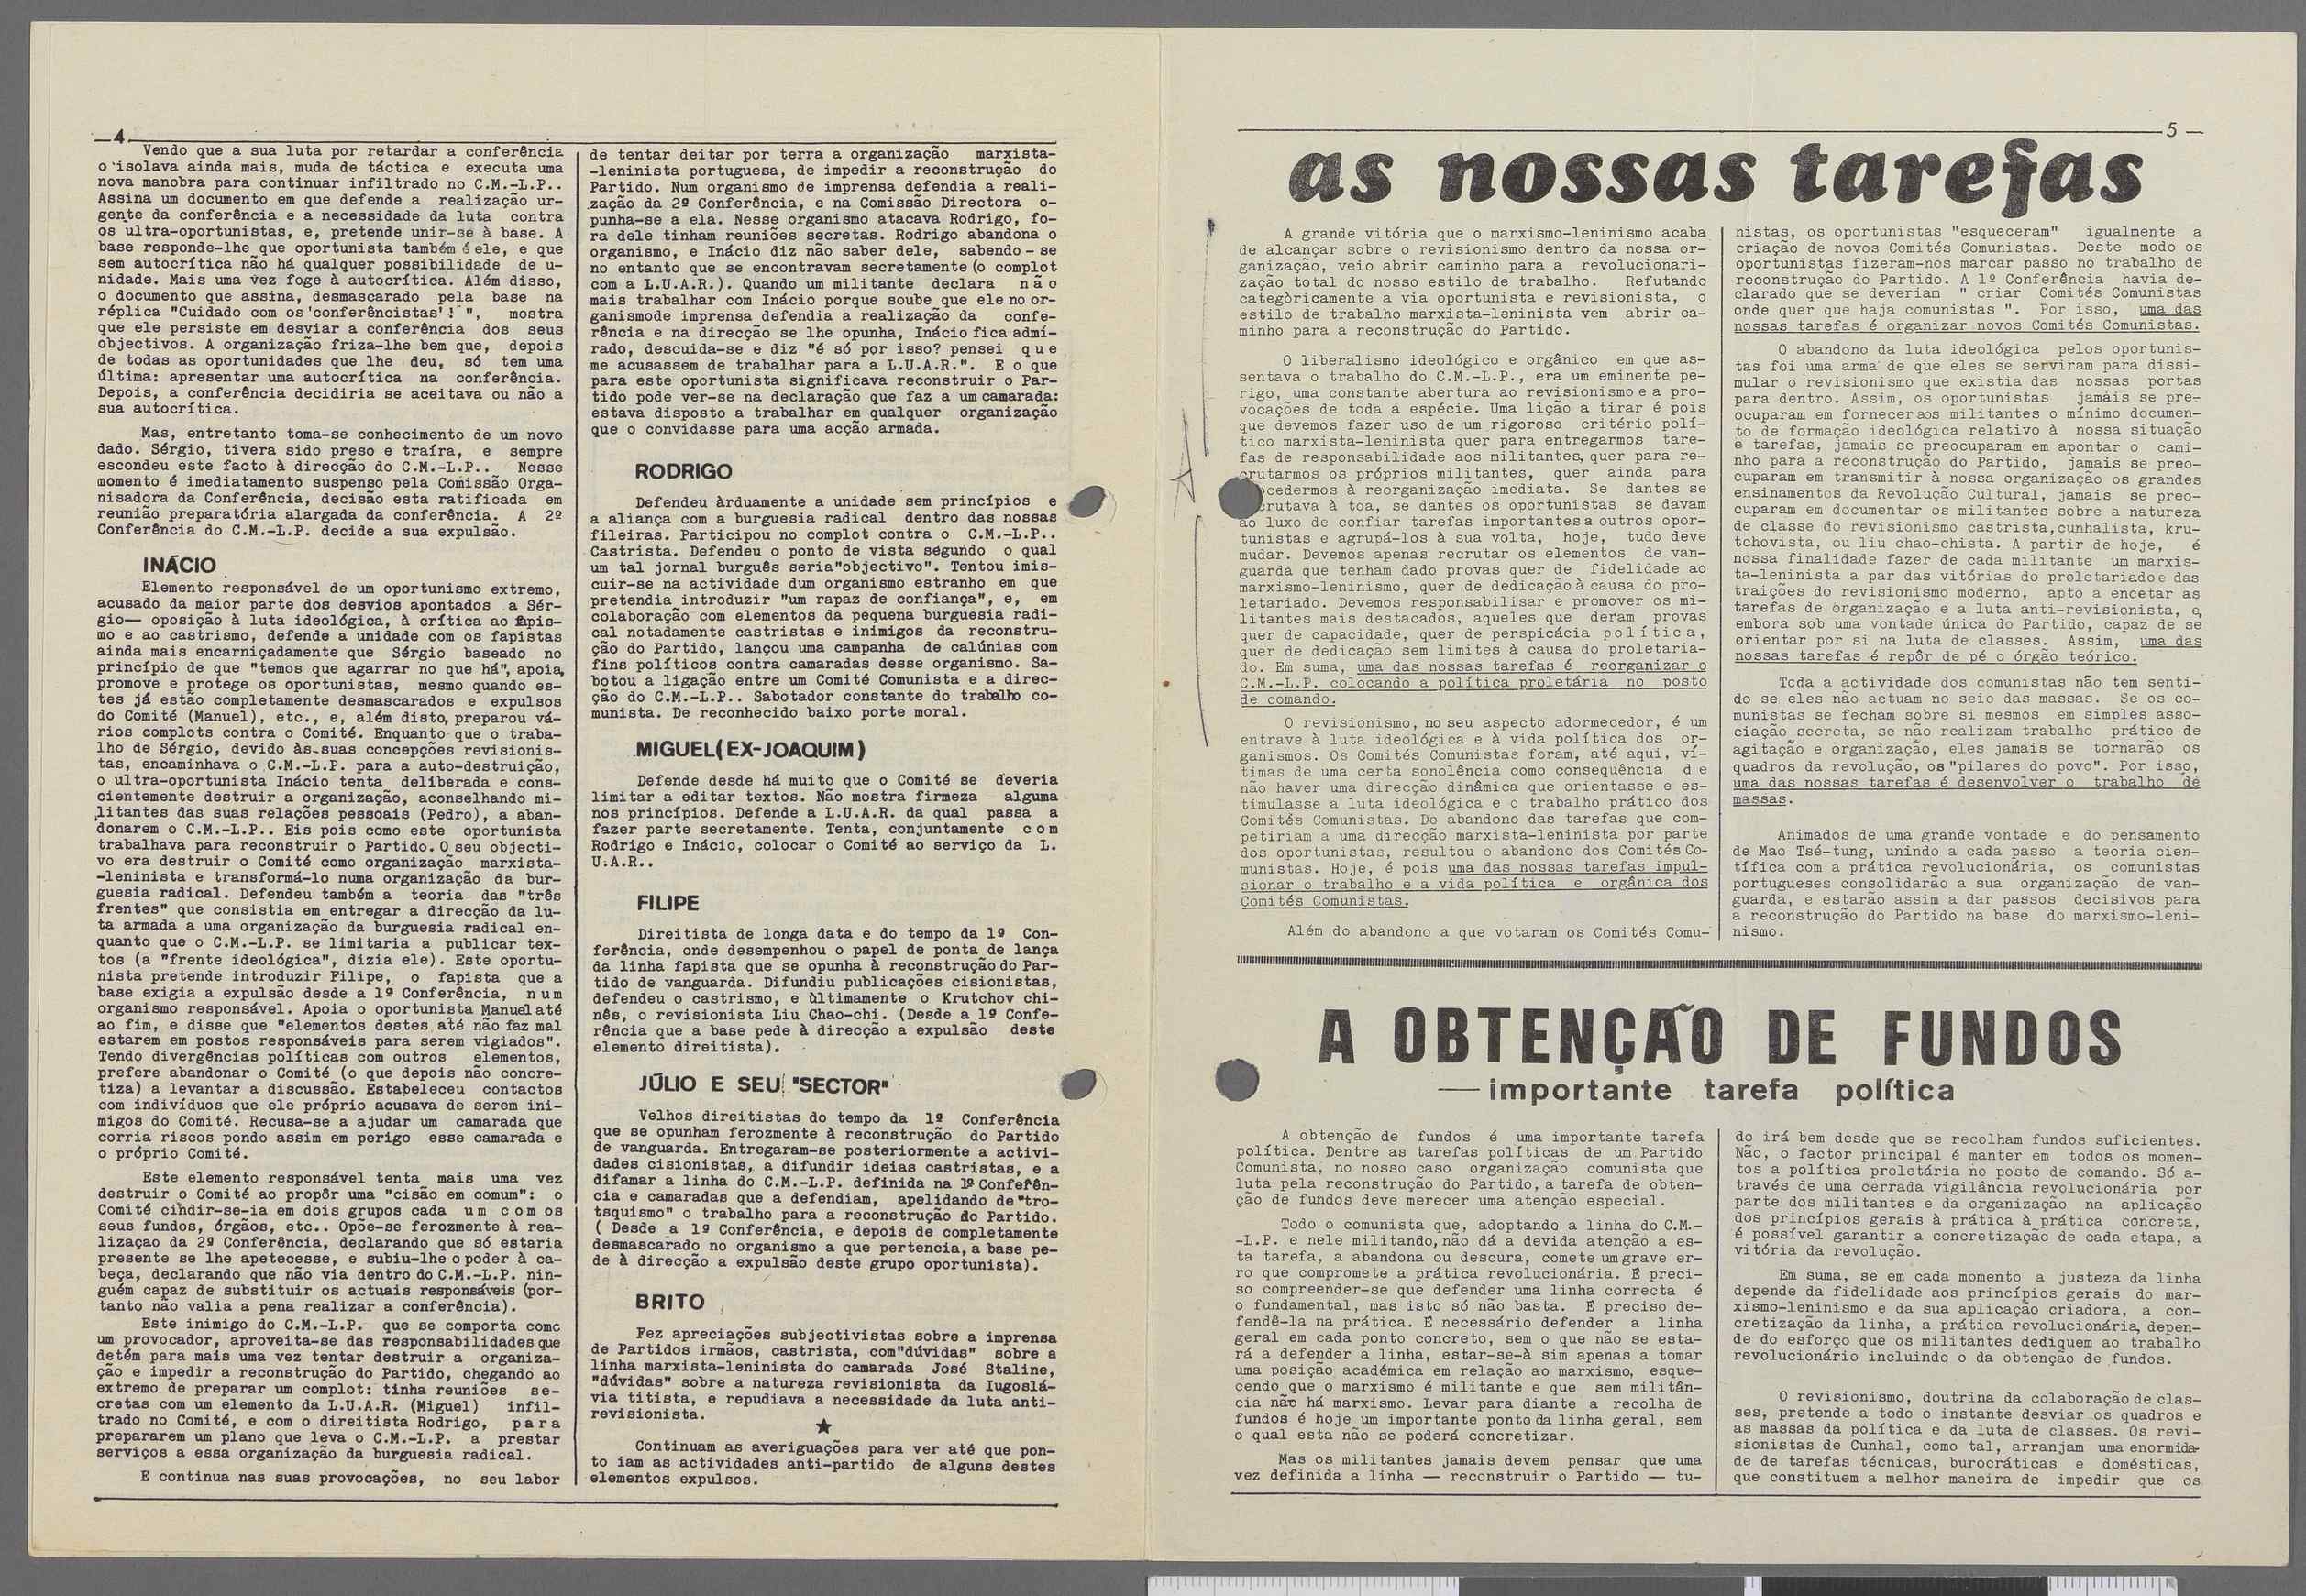 4
Vendo que a sua luta por retardar a conferência
o isolava ainda mais, muda de táctica e executa uma
nova manobra para continuar infiltrado no C.M.-L.P..
Assina um documento em que defende a realização ur-
gente da conferência e a necessidade da luta contra
os ultra-oportunistas, e, pretende unir-se à base. A
base responde-lhe que oportunista também é ele, e que
sem autocrítica não há qualquer possibilidade de u-
nidade. Mais uma vez foge à autocrítica. Além disso,
o documento que assina, desmascarado pela base na
réplica "Cuidado com os 'conferêncistas'! ", mostra
que ele persiste em desviar a conferência dos seus
objectivos. A organização friza-lhe bem que, depois
de todas as oportunidades que lhe deu, só tem uma
última: apresentar uma autocrítica na conferência.
Depois, a conferência decidiria se aceitava ou não a
sua autocrítica.
Mas, entretanto toma-se conhecimento de um novo
dado. Sérgio, tivera sido preso e traíra, e sempre
escondeu este facto à direcção do C.M.-L.P.. Nesse
momento é imediatamento suspenso pela Comissão Orga-
nisadora da Conferência, decisão esta ratificada em
reunião preparatória alargada da conferência. A 2ª
Conferência do C.M.-L.P. decide a sua expulsão.
INÁCIO
Elemento responsável de um oportunismo extremo,
acusado da maior parte dos desvios apontados a Sér-
gio— oposição à luta ideológica, à crítica ao fapis-
mo e ao castrismo, defende a unidade com os fapistas
ainda mais encarniçadamente que Sérgio baseado no
princípio de que "temos que agarrar no que há", apoia,
promove e protege os oportunistas, mesmo quando es-
tes já estão completamente desmascarados e expulsos
do Comité (Manuel), etc., e, além disto, preparou vá-
rios complots contra o Comité. Enquanto que o traba-
lho de Sérgio, devido às suas concepções revisionis-
tas, encaminhava o C.M.-L.P. para a auto-destruição,
o ultra-oportunista Inácio tenta deliberada e cons-
cientemente destruir a organização, aconselhando mi-
litantes das suas relações pessoais (Pedro), a aban-
donarem o C.M.-L.P.. Eis pois como este oportunista
trabalhava para reconstruir o Partido. O seu objecti-
vo era destruir o Comité como organização marxista-
-leninista e transformá-lo numa organização da bur-
guesia radical. Defendeu também a teoria das "três
frentes" que consistia em entregar a direcção da lu-
ta armada a uma organização da burguesia radical en-
quanto que o C.M.-L.P. se limitaria a publicar tex-
tos (a "frente ideológica", dizia ele). Este oportu-
nista pretende introduzir Filipe, o fapista que a
base exigia a expulsão desde a 1ª Conferência, num
organismo responsável. Apoia o oportunista Manuel até
ao fim, e disse que "elementos destes até não faz mal
estarem em postos responsáveis para serem vigiados".
Tendo divergências políticas com outros elementos,
prefere abandonar o Comité (o que depois não concre-
tiza) a levantar a discussão. Estabeleceu contactos
com indivíduos que ele próprio acusava de serem ini-
migos do Comité. Recusa-se a ajudar um camarada que
corria riscos pondo assim em perigo esse camarada e
o próprio Comité.
Este elemento responsável tenta mais uma vez
destruir o Comité ao propôr uma "cisão em comum": o
Comité cindir-se-ia em dois grupos cada um com os
seus fundos, órgãos, etc.. Opõe-se ferozmente à rea-
lização da 2ª Conferência, declarando que só estaria
presente se lhe apetecesse, e subiu-lhe o poder à ca-
beça, declarando que não via dentro do C.M.-L.P. nin-
guém capaz de substituir os actuais responsáveis (por-
tanto não valia a pena realizar a conferência).
Este inimigo do C.M.-L.P. que se comporta como
um provocador, aproveita-se das responsabilidades que
detém para mais uma vez tentar destruir a organiza-
ção e impedir a reconstrução do Partido, chegando ao
extremo de preparar um complot: tinha reuniões se-
cretas com um elemento da L.U.A.R. (Miguel) infil-
trado no Comité, e com o direitista Rodrigo, para
prepararem um plano que leva o C.M.-L.P. a prestar
serviços a essa organização da burguesia radical.
E continua nas suas provocações, no seu labor
de tentar deitar por terra a organização marxista-
-leninista portuguesa, de impedir a reconstrução do
Partido. Num organismo de imprensa defendia a reali-
zação da 2ª Conferência, e na Comissão Directora o-
punha-se a ela. Nesse organismo atacava Rodrigo, fo-
ra dele tinham reuniões secretas. Rodrigo abandona o
organismo, e Inácio diz não saber dele, sabendo-se
no entanto que se encontravam secretamente (o complot
com a L.U.A.R.). Quando um militante declara não
mais trabalhar com Inácio porque soube que ele no or-
ganismo de imprensa defendia a realização da confe-
rência e na direcção se lhe opunha, Inácio fica admi-
rado, descuida-se e diz "é só por isso? pensei que
me acusassem de trabalhar para a L.U.A.R.". E o que
para este oportunista significava reconstruir o Par-
tido pode ver-se na declaração que faz a um camarada:
estava disposto a trabalhar em qualquer organização
que o convidasse para uma acção armada.
RODRIGO
Defendeu àrduamente a unidade sem princípios e
a aliança com a burguesia radical dentro das nossas
fileiras. Participou no complot contra o C.M.-L.P..
Castrista. Defendeu o ponto de vista segundo o qual
um tal jornal burguês seria "objectivo". Tentou imis-
cuir-se na actividade dum organismo estranho em que
pretendia introduzir "um rapaz de confiança", e, em
colaboração com elementos da pequena burguesia radi-
cal notadamente castristas e inimigos da reconstru-
ção do Partido, lançou uma campanha de calúnias com
fins políticos contra camaradas desse organismo. Sa-
botou a ligação entre um Comité Comunista e a direc-
ção do C.M.-L.P.. Sabotador constante do trabalho co-
munista. De reconhecido baixo porte moral.
MIGUEL(EX-JOAQUIM)
Defende desde há muito que o Comité se deveria
limitar a editar textos. Não mostra firmeza alguma
nos princípios. Defende a L.U.A.R. da qual passa a
fazer parte secretamente. Tenta, conjuntamente com
Rodrigo e Inácio, colocar o Comité ao serviço da L.
U.A.R..
FILIPE
Direitista de longa data e do tempo da 1ª Con-
ferência, onde desempenhou o papel de ponta de lança
da linha fapista que se opunha à reconstrução do Par-
tido de vanguarda. Difundiu publicações cisionistas,
defendeu o castrismo, e ùltimamente o Krutchov chi-
nês, o revisionista Liu Chao-chi. (Desde a 1ª Confe-
rência que a base pede à direcção a expulsão deste
elemento direitista).
JÚLIO E SEU "SECTOR"
Velhos direitistas do tempo da 1ª Conferência
que se opunham ferozmente à reconstrução do Partido
de vanguarda. Entregaram-se posteriormente a activi-
dades cisionistas, a difundir ideias castristas, e a
difamar a linha do C.M.-L.P. definida na 1ª Conferên-
cia e camaradas que a defendiam, apelidando de "tro-
tsquismo" o trabalho para a reconstrução do Partido.
( Desde a 1ª Conferência, e depois de completamente
desmascarado no organismo a que pertencia, a base pe-
de à direcção a expulsão deste grupo oportunista).
BRITO
Fez apreciações subjectivistas sobre a imprensa
de Partidos irmãos, castrista, com "dúvidas" sobre a
linha marxista-leninista do camarada José Staline,
"dúvidas" sobre a natureza revisionista da Iugoslá-
via titista, e repudiava a necessidade da luta anti-
revisionista.
★
Continuam as averiguações para ver até que pon-
to iam as actividades anti-partido de alguns destes
elementos expulsos.
5
as nossas tarefas
A grande vitória que o marxismo-leninismo acaba
de alcançar sobre o revisionismo dentro da nossa or-
ganização, veio abrir caminho para a revolucionari-
zação total do nosso estilo de trabalho. Refutando
categòricamente a via oportunista e revisionista, o
estilo de trabalho marxista-leninista vem abrir ca-
minho para a reconstrução do Partido.
O liberalismo ideológico e orgânico em que as-
sentava o trabalho do C.M.-L.P., era um eminente pe-
rigo, uma constante abertura ao revisionismo e a pro-
vocações de toda a espécie. Uma lição a tirar é pois
que devemos fazer uso de um rigoroso critério polí-
tico marxista-leninista quer para entregarmos tare-
fas de responsabilidade aos militantes, quer para re-
crutarmos os próprios militantes, quer ainda para
cedermos à reorganização imediata. Se dantes se
rutava à toa, se dantes os oportunistas se davam
ao luxo de confiar tarefas importantes a outros opor-
tunistas e agrupá-los à sua volta, hoje, tudo deve
mudar. Devemos apenas recrutar os elementos de van-
guarda que tenham dado provas quer de fidelidade ao
marxismo-leninismo, quer de dedicação à causa do pro-
letariado. Devemos responsabilisar e promover os mi-
litantes mais destacados, aqueles que deram provas
quer de capacidade, quer de perspicácia política,
quer de dedicação sem limites à causa do proletaria-
do. Em suma, uma das nossas tarefas é reorganizar o
C.M.-L.P. colocando a política proletária no posto
de comando.
O revisionismo, no seu aspecto adormecedor, é um
entrave à luta ideológica e à vida política dos or-
ganismos. Os Comités Comunistas foram, até aqui, ví-
timas de uma certa sonolência como consequência de
não haver uma direcção dinâmica que orientasse e es-
timulasse a luta ideológica e o trabalho prático dos
Comités Comunistas. Do abandono das tarefas que com-
petiriam a uma direcção marxista-leninista por parte
dos oportunistas, resultou o abandono dos Comités Co-
munistas. Hoje, é pois uma das nossas tarefas impul-
sionar o trabalho e a vida política e orgânica dos
Comités Comunistas.
Além do abandono a que votaram os Comités Comu-
nistas, os oportunistas "esqueceram" igualmente a
criação de novos Comités Comunistas. Deste modo os
oportunistas fizeram-nos marcar passo no trabalho de
reconstrução do Partido. A 1ª Conferência havia de-
clarado que se deveriam " criar Comités Comunistas
onde quer que haja comunistas ". Por isso, uma das
nossas tarefas é organizar novos Comités Comunistas.
O abandono da luta ideológica pelos oportunis-
tas foi uma arma de que eles se serviram para dissi-
mular o revisionismo que existia das nossas portas
para dentro. Assim, os oportunistas jamais se pre-
ocuparam em fornecer aos militantes o mínimo documen-
to de formação ideológica relativo à nossa situação
e tarefas, jamais se preocuparam em apontar o cami-
nho para a reconstrução do Partido, jamais se preo-
cuparam em transmitir à nossa organização os grandes
ensinamentos da Revolução Cultural, jamais se preo-
cuparam em documentar os militantes sobre a natureza
de classe do revisionismo castrista, cunhalista, kru-
tchovista, ou liu chao-chista. A partir de hoje, é
nossa finalidade fazer de cada militante um marxis-
ta-leninista a par das vitórias do proletariado e das
traições do revisionismo moderno, apto a encetar as
tarefas de organização e a luta anti-revisionista, e,
embora sob uma vontade única do Partido, capaz de se
orientar por si na luta de classes. Assim, uma das
nossas tarefas é repôr de pé o órgão teórico.
Toda a actividade dos comunistas não tem senti-
do se eles não actuam no seio das massas. Se os co-
munistas se fecham sobre si mesmos em simples asso-
ciação secreta, se não realizam trabalho prático de
agitação e organização, eles jamais se tornarão os
quadros da revolução, os "pilares do povo". Por isso,
uma das nossas tarefas é desenvolver o trabalho de
massas.
Animados de uma grande vontade e do pensamento
de Mao Tsé-tung, unindo a cada passo a teoria cien-
tífica com a prática revolucionária, os comunistas
portugueses consolidarão a sua organização de van-
guarda, e estarão assim a dar passos decisivos para
a reconstrução do Partido na base do marxismo-leni-
nismo.
A OBTENÇÃO DE FUNDOS
— importante tarefa política
A obtenção de fundos é uma importante tarefa
política. Dentre as tarefas políticas de um Partido
Comunista, no nosso caso organização comunista que
luta pela reconstrução do Partido, a tarefa de obten-
ção de fundos deve merecer uma atenção especial.
Todo o comunista que, adoptando a linha do C.M.-
-L.P. e nele militando, não dá a devida atenção a es-
ta tarefa, a abandona ou descura, comete um grave er-
ro que compromete a prática revolucionária. É preci-
so compreender-se que defender uma linha correcta é
o fundamental, mas isto só não basta. É preciso de-
fendê-la na prática. É necessário defender a linha
geral em cada ponto concreto, sem o que não se esta-
rá a defender a linha, estar-se-à sim apenas a tomar
uma posição académica em relação ao marxismo, esque-
cendo que o marxismo é militante e que sem militân-
cia não há marxismo. Levar para diante a recolha de
fundos é hoje um importante ponto da linha geral, sem
o qual esta não se poderá concretizar.
Mas os militantes jamais devem pensar que uma
vez definida a linha — reconstruir o Partido — tu-
do irá bem desde que se recolham fundos suficientes.
Não, o factor principal é manter em todos os momen-
tos a política proletária no posto de comando. Só a-
través de uma cerrada vigilância revolucionária por
parte dos militantes e da organização na aplicação
dos princípios gerais à prática à prática concreta,
é possível garantir a concretização de cada etapa, a
vitória da revolução.
Em suma, se em cada momento a justeza da linha
depende da fidelidade aos princípios gerais do mar-
xismo-leninismo e da sua aplicação criadora, a con-
cretização da linha, a prática revolucionária, depen-
de do esforço que os militantes dediquem ao trabalho
revolucionário incluindo o da obtenção de fundos.
O revisionismo, doutrina da colaboração de clas-
ses, pretende a todo o instante desviar os quadros e
as massas da política e da luta de classes. Os revi-
sionistas de Cunhal, como tal, arranjam uma enormida-
de de tarefas técnicas, burocráticas e domésticas,
que constituem a melhor maneira de impedir que os